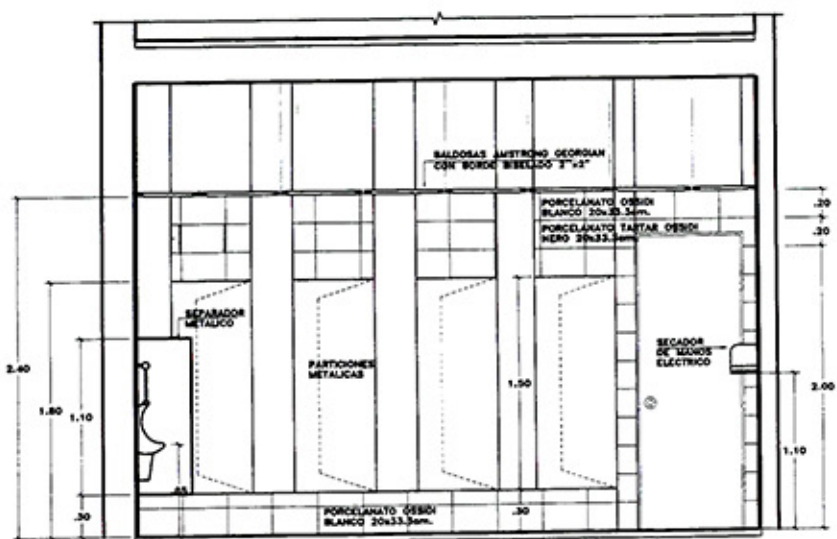 BALDOSAS AMSTRONG GEORGIAN
CON BORDE BISELADO 2"x2"
PORCELANATO OSSIDI
BLANCO 20x33.3cm.
.20
PORCELANATO TARTAR OSSIDI
NERO 20x33.3cm.
.20
SEPARADOR
METALICO
PARTICIONES
METALICAS
SECADOR
DE MANOS
ELECTRICO
2.40
1.80
1.10
1.50
2.00
1.10
.30
PORCELANATO OSSIDI
BLANCO 20x33.3cm.
.30